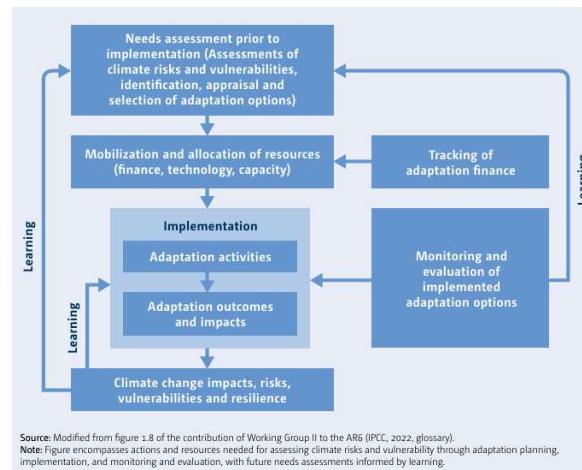 Needs assessment prior to
implementation (Assessments of
climate risks and vulnerabilities,
identification, appraisal and
selection of adaptation options)
Mobilization and allocation of resources
(finance, technology, capacity)
Tracking of
adaptation finance
Learning
Implementation
Adaptation activities
Adaptation outcomes
and impacts
Monitoring and
evaluation of
implemented
adaptation options
Learning
Learning
Climate change impacts, risks,
vulnerabilities and resilience
Source: Modified from figure 1.8 of the contribution of Working Group II to the AR6 (IPCC, 2022, glossary).
Note: Figure encompasses actions and resources needed for assessing climate risks and vulnerability through adaptation planning,
implementation, and monitoring and evaluation, with future needs assessments informed by learning.